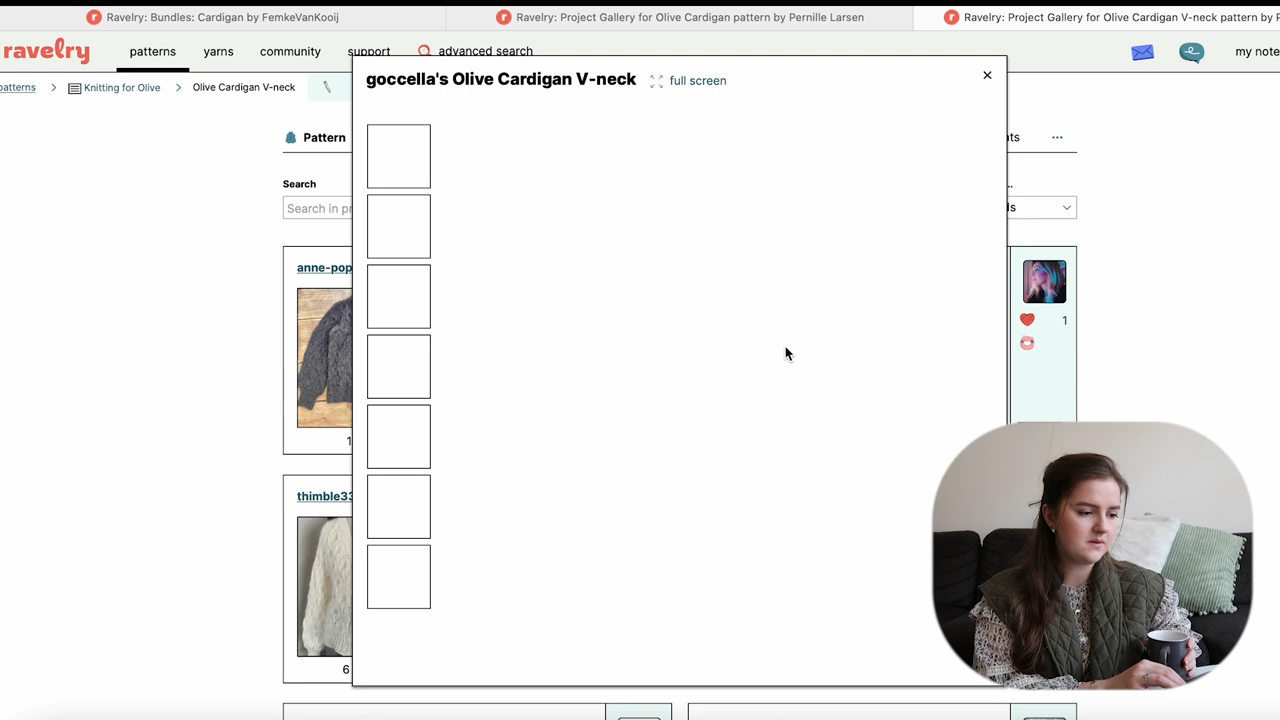 Ravelry: Bundles: Cardigan by FemkeVanKooij
Ravelry: Project Gallery for Olive Cardigan pattern by Pernille Larsen
Ravelry: Project Gallery for Olive Cardigan V-neck pattern by P
ravelry
patterns
yarns
community
support
advanced search
my note
patterns
Knitting for Olive
Olive Cardigan V-neck
goccella's Olive Cardigan V-neck
full screen
Pattern
Search
Search in pr
anne-pop
1
thimble33
6
1